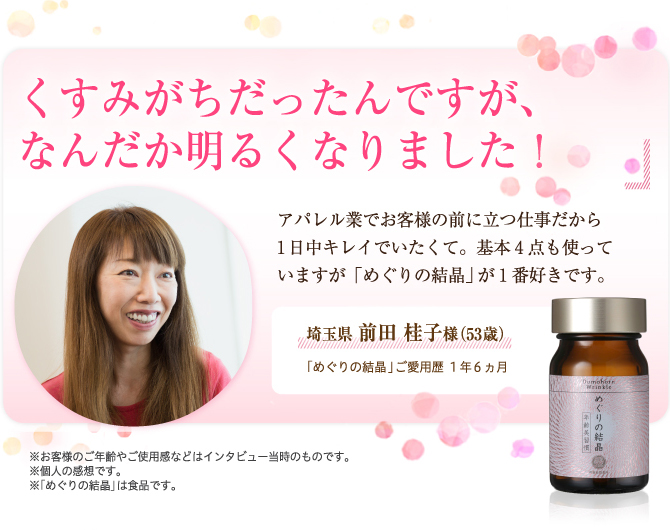 くすみがちだったんですが、
なんだか明るくなりました！
アパレル業でお客様の前に立つ仕事だから
1日中キレイでいたくて。基本４点も使って
いますが「めぐりの結晶」が１番好きです。
埼玉県 前田 桂子様（53歳）
「めぐりの結晶」ご愛用歴 １年６ヵ月
Domohorn
Wrinkle
めぐりの結晶
年齢美習慣
※お客様のご年齢やご使用感などはインタビュー当時のものです。
※個人の感想です。
※「めぐりの結晶」は食品です。